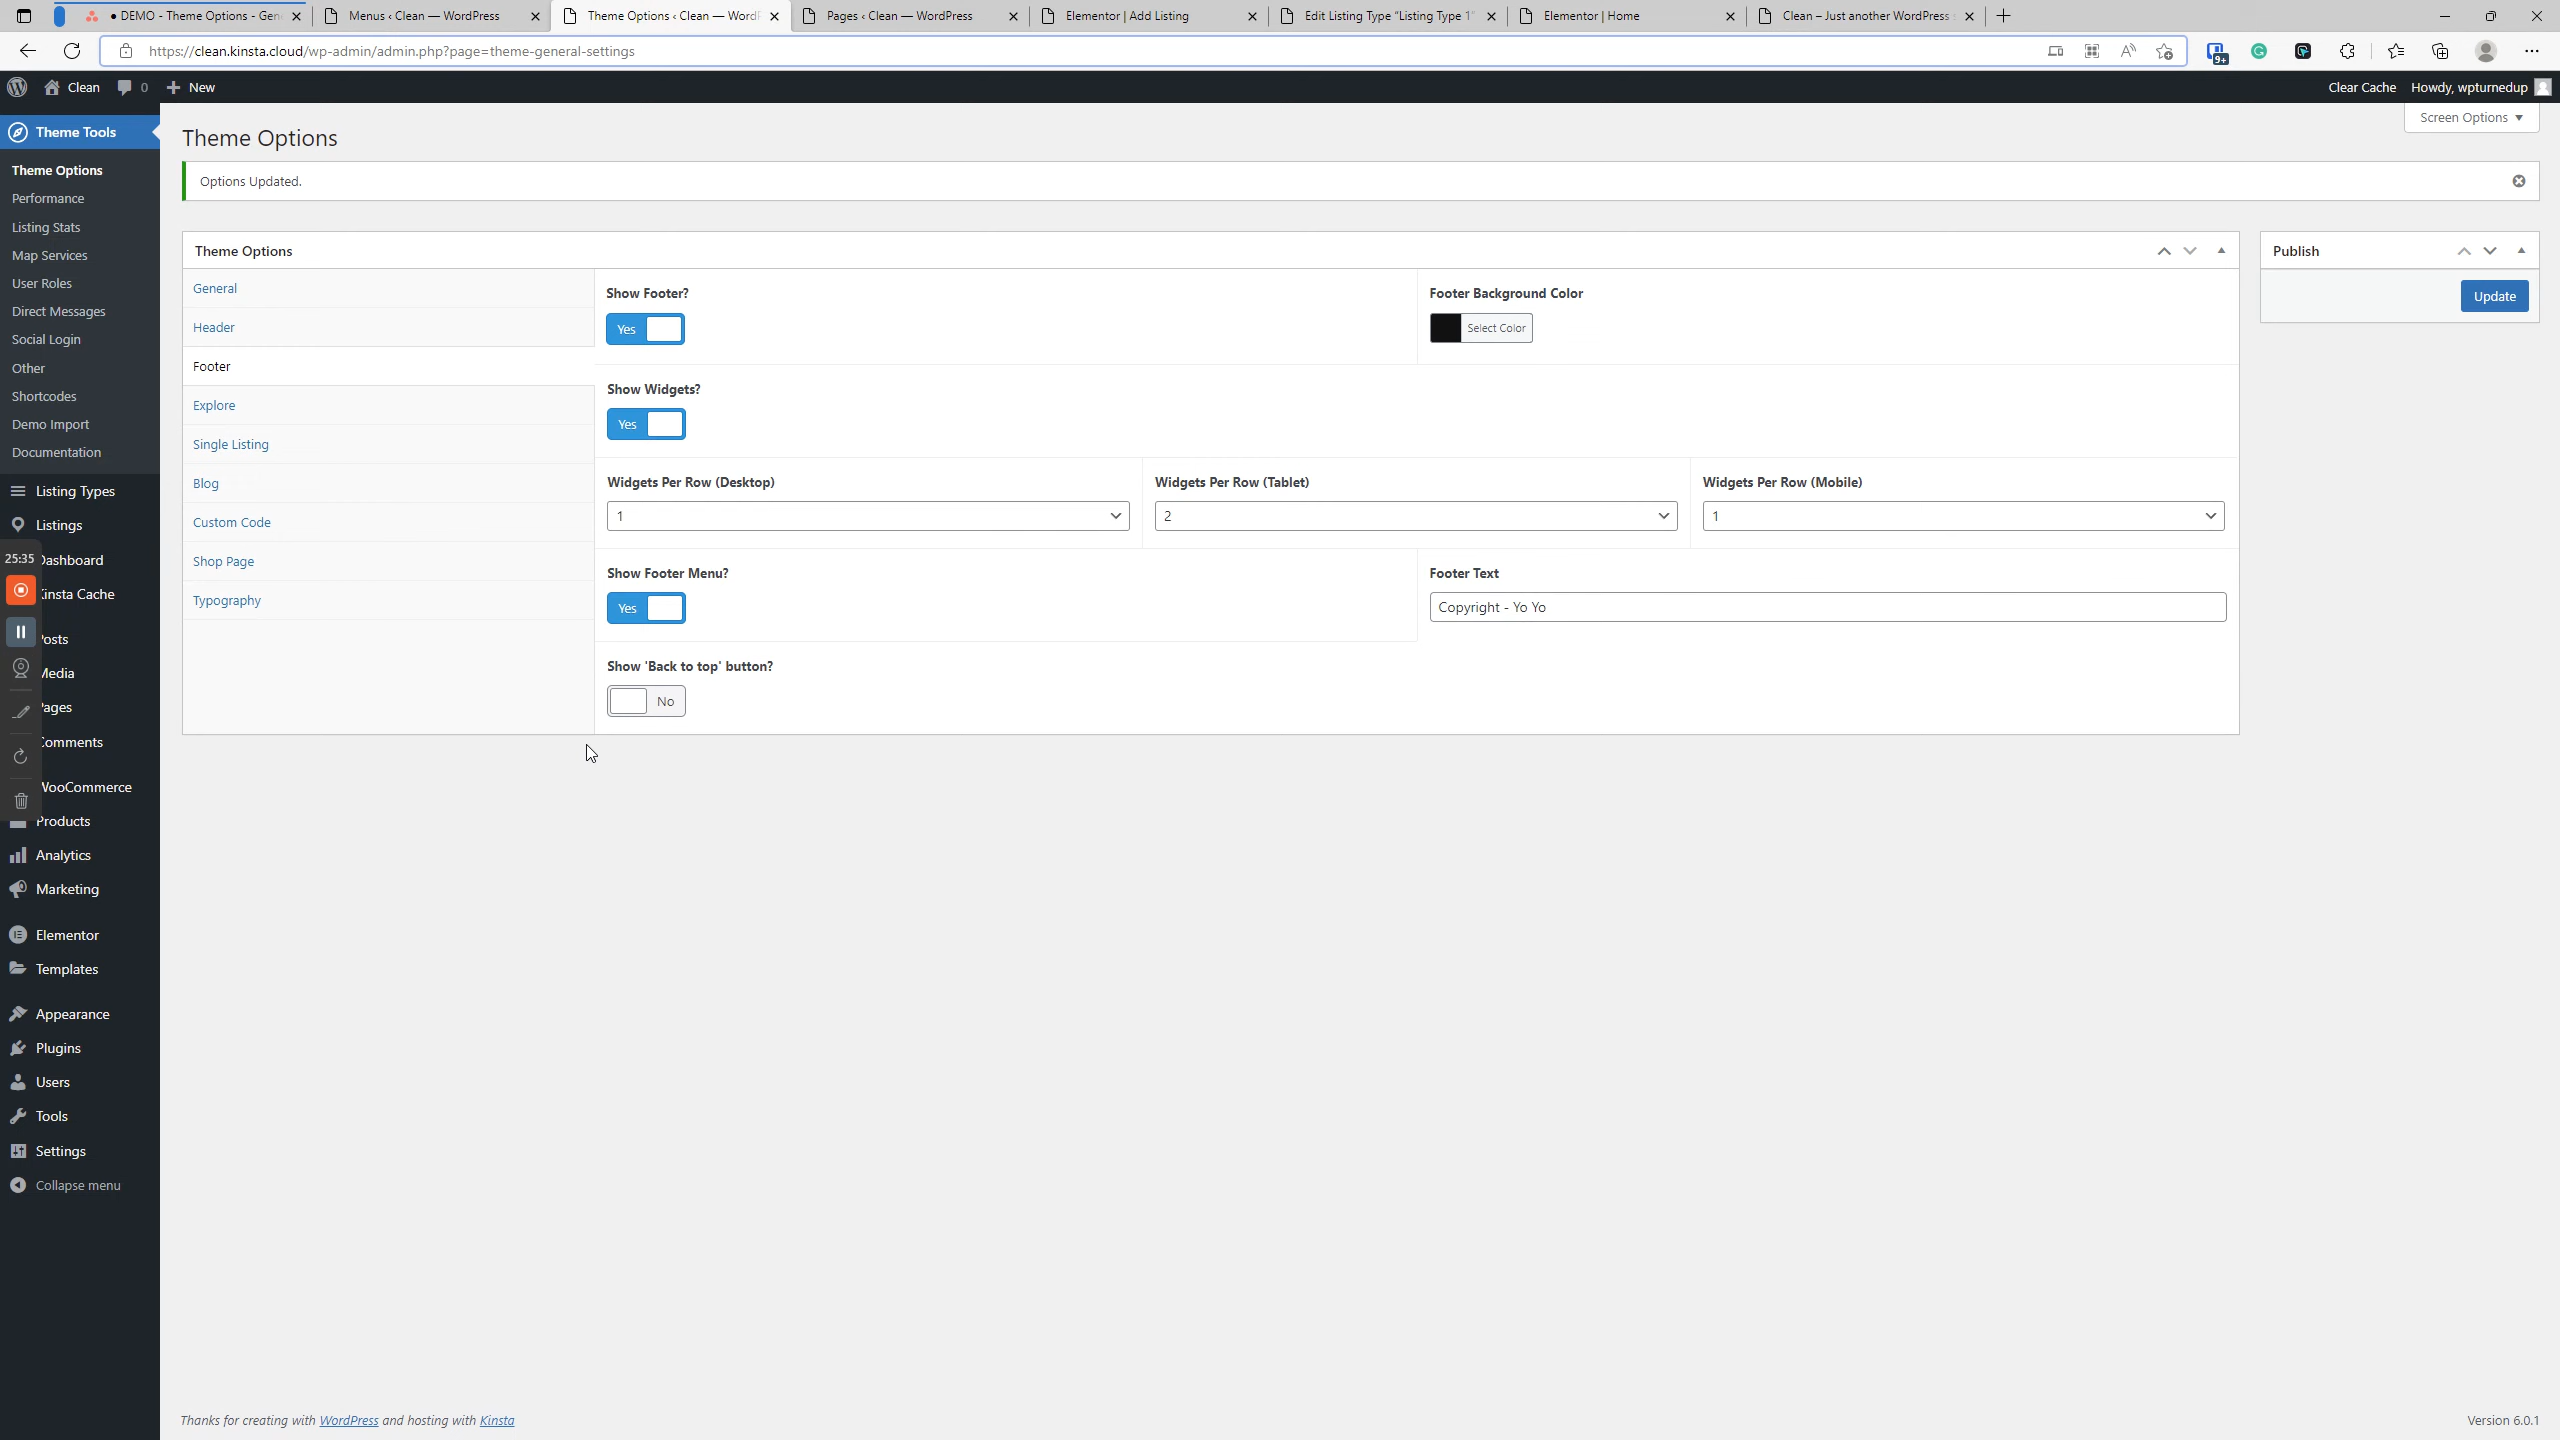 DEMO - Theme Options - Gen
Menus ‹ Clean — WordPress
Theme Options ‹ Clean — WordP
Pages ‹ Clean — WordPress
Elementor | Add Listing
Edit Listing Type "Listing Type 1"
Elementor | Home
Clean – Just another WordPress s
https://clean.kinsta.cloud/wp-admin/admin.php?page=theme-general-settings
9+
Clean
0
New
Clear Cache
Howdy, wpturnedup
Theme Tools
Theme Options
Performance
Listing Stats
Map Services
User Roles
Direct Messages
Social Login
Other
Shortcodes
Demo Import
Documentation
Listing Types
Listings
25:35
Dashboard
Kinsta Cache
Posts
Media
Pages
Comments
WooCommerce
Products
Analytics
Marketing
Elementor
Templates
Appearance
Plugins
Users
Tools
Settings
Collapse menu
Screen Options
Theme Options
Options Updated.
Theme Options
General
Header
Footer
Explore
Single Listing
Blog
Custom Code
Shop Page
Typography
Show Footer?
Yes
Footer Background Color
Select Color
Show Widgets?
Yes
Widgets Per Row (Desktop)
1
Widgets Per Row (Tablet)
2
Widgets Per Row (Mobile)
1
Show Footer Menu?
Yes
Footer Text
Copyright - Yo Yo
Show 'Back to top' button?
No
Publish
Update
Thanks for creating with WordPress and hosting with Kinsta
Version 6.0.1